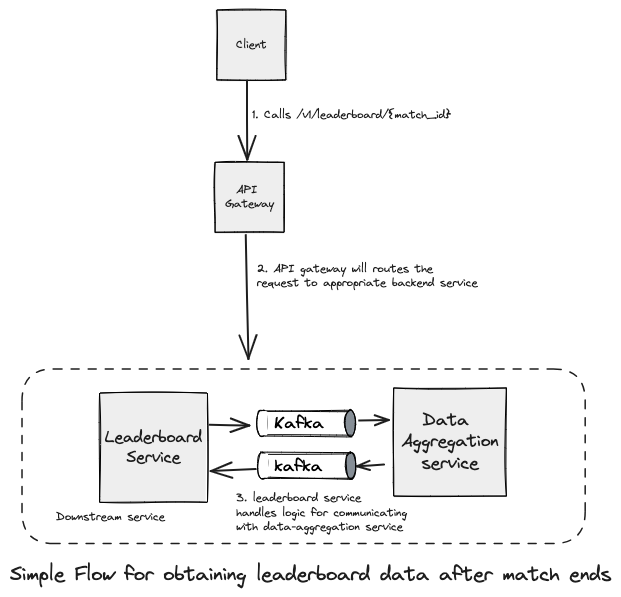 Client
1. Calls /v1/leaderboard/{match_id}
API
Gateway
2. API gateway will routes the
request to appropriate backend service
Leaderboard
Service
Kafka
kafka
Data
Aggregation
service
3. leaderboard service
handles logic for communicating
with data-aggregation service
Downstream service
Simple Flow for obtaining leaderboard data after match ends